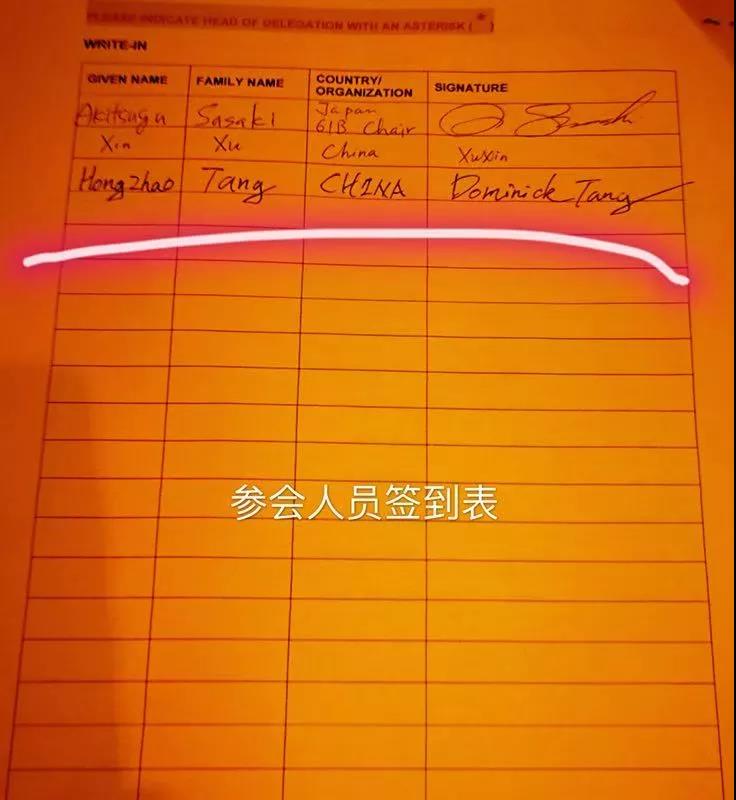 PLEASE INDICATE HEAD OF DELEGATION WITH AN ASTERISK (*)
WRITE-IN
GIVEN NAME FAMILY NAME COUNTRY/ORGANIZATION SIGNATURE
Akitsugu Sasaki Japan 61B Chair
Xin Xu China XuXin
Hongzhao Tang CHINA Dominick Tang
参会人员签到表